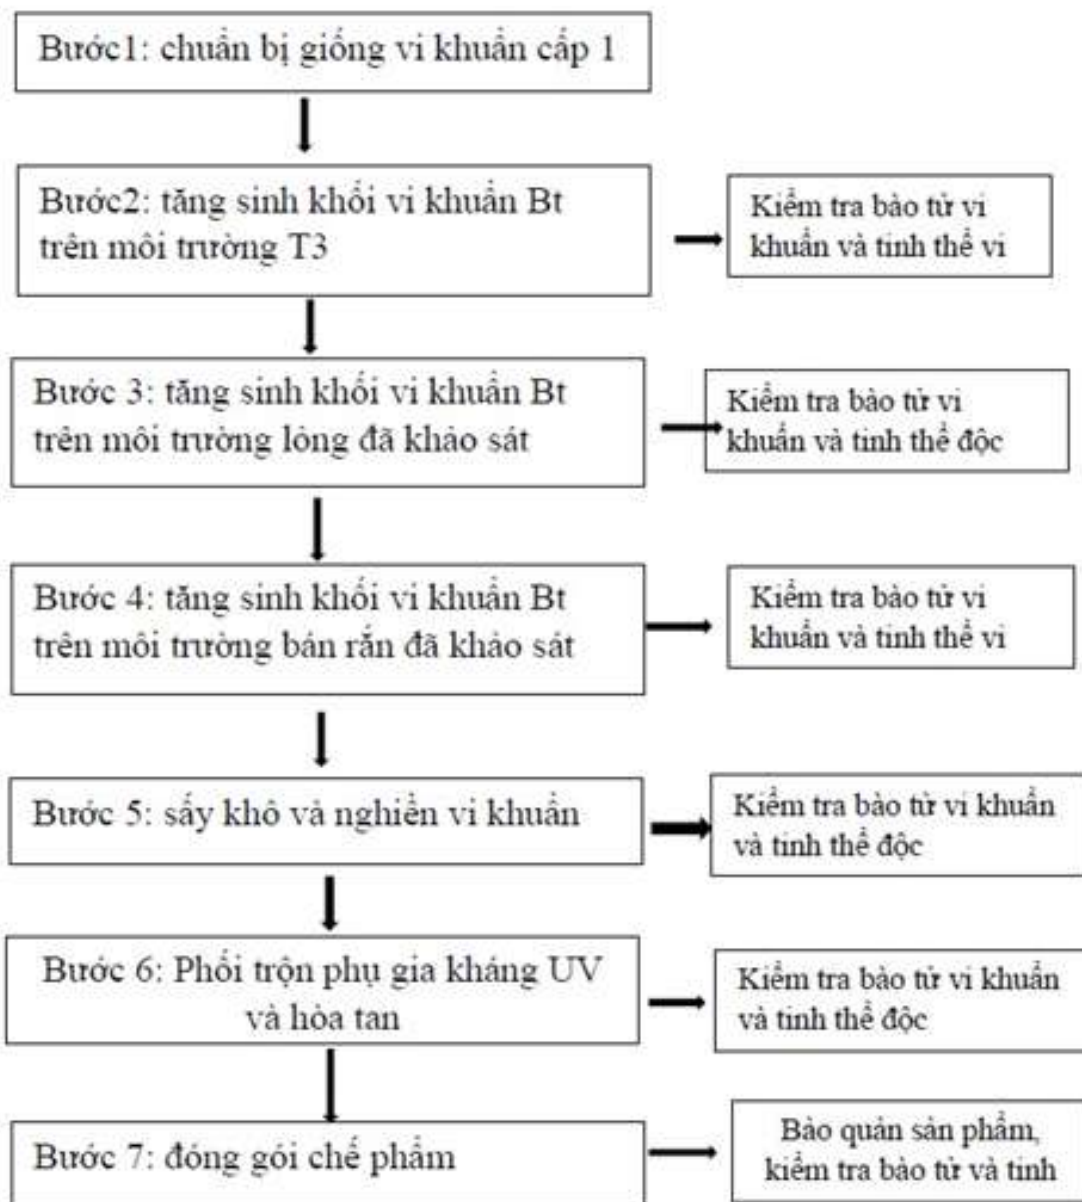 Bước1: chuẩn bị giống vi khuẩn cấp 1
Bước2: tăng sinh khối vi khuẩn Bt
trên môi trường T3
Kiểm tra bào tử vi
khuẩn và tinh thể vi
Bước 3: tăng sinh khối vi khuẩn Bt
trên môi trường lỏng đã khảo sát
Kiểm tra bào tử vi
khuẩn và tinh thể độc
Bước 4: tăng sinh khối vi khuẩn Bt
trên môi trường bán rắn đã khảo sát
Kiểm tra bào tử vi
khuẩn và tinh thể vi
Bước 5: sấy khô và nghiền vi khuẩn
Kiểm tra bào tử vi khuẩn
và tinh thể độc
Bước 6: Phối trộn phụ gia kháng UV
và hòa tan
Kiểm tra bào tử vi khuẩn
và tinh thể độc
Bước 7: đóng gói chế phẩm
Bảo quản sản phẩm,
kiểm tra bào tử và tinh